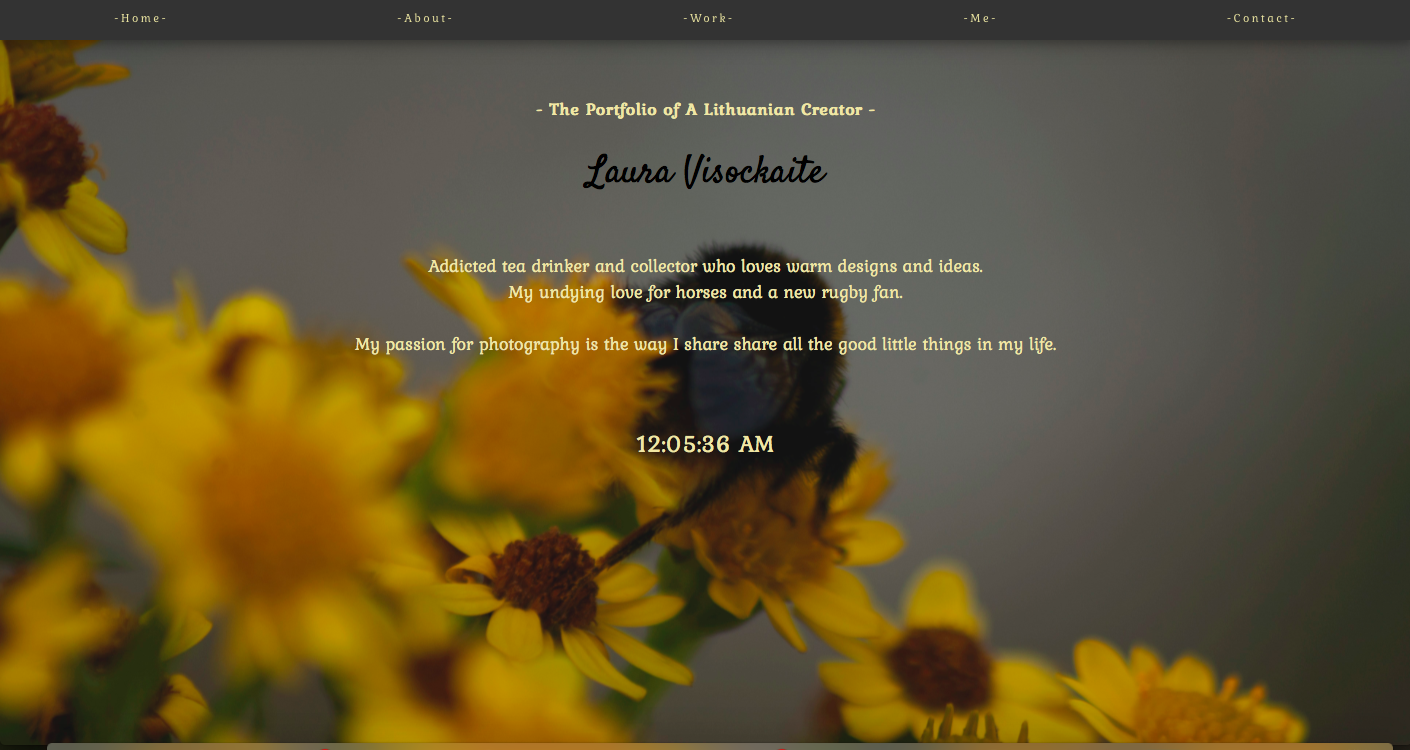 -Home-
-About-
-Work-
-Me-
-Contact-
- The Portfolio of A Lithuanian Creator -
Laura Visockaite
Addicted tea drinker and collector who loves warm designs and ideas.
My undying love for horses and a new rugby fan.
My passion for photography is the way I share share all the good little things in my life.
12:05:36 AM